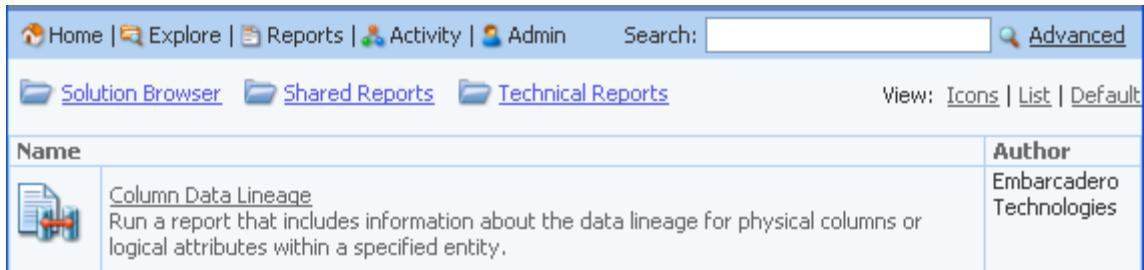 Home | Explore | Reports | Activity | Admin Search: Advanced
Solution Browser Shared Reports Technical Reports View: Icons | List | Default
Name Author
Column Data Lineage
Run a report that includes information about the data lineage for physical columns or
logical attributes within a specified entity.
Embarcadero
Technologies